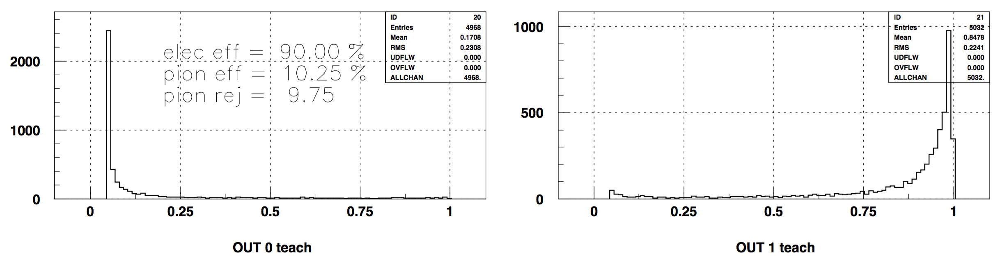 ID 20
Entries 4968
Mean 0.1708
RMS 0.2308
UDFLW 0.000
OVFLW 0.000
ALLCHAN 4968.
elec eff = 90.00 %
pion eff = 10.25 %
pion rej = 9.75
2000
1000
0
0 0.25 0.5 0.75 1
OUT 0 teach
ID 21
Entries 5032
Mean 0.8478
RMS 0.2241
UDFLW 0.000
OVFLW 0.000
ALLCHAN 5032.
1000
500
0
0 0.25 0.5 0.75 1
OUT 1 teach